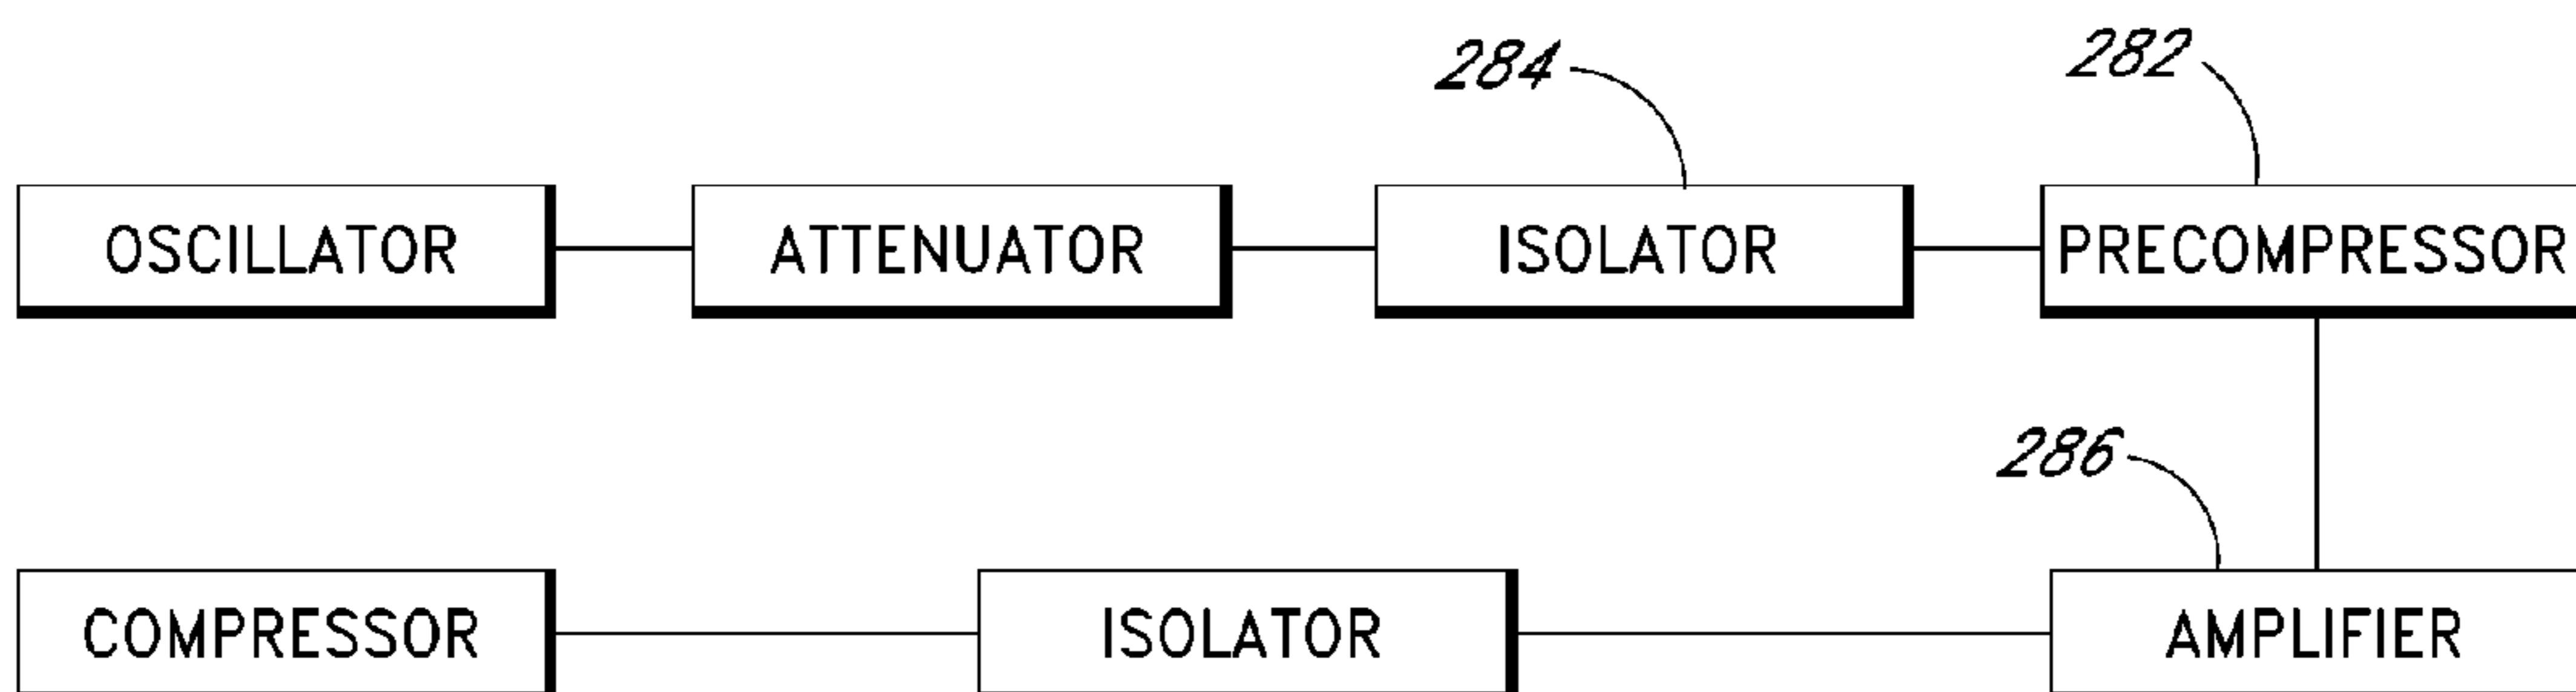 284
282
OSCILLATOR
ATTENUATOR
ISOLATOR
PRECOMPRESSOR
286
COMPRESSOR
ISOLATOR
AMPLIFIER